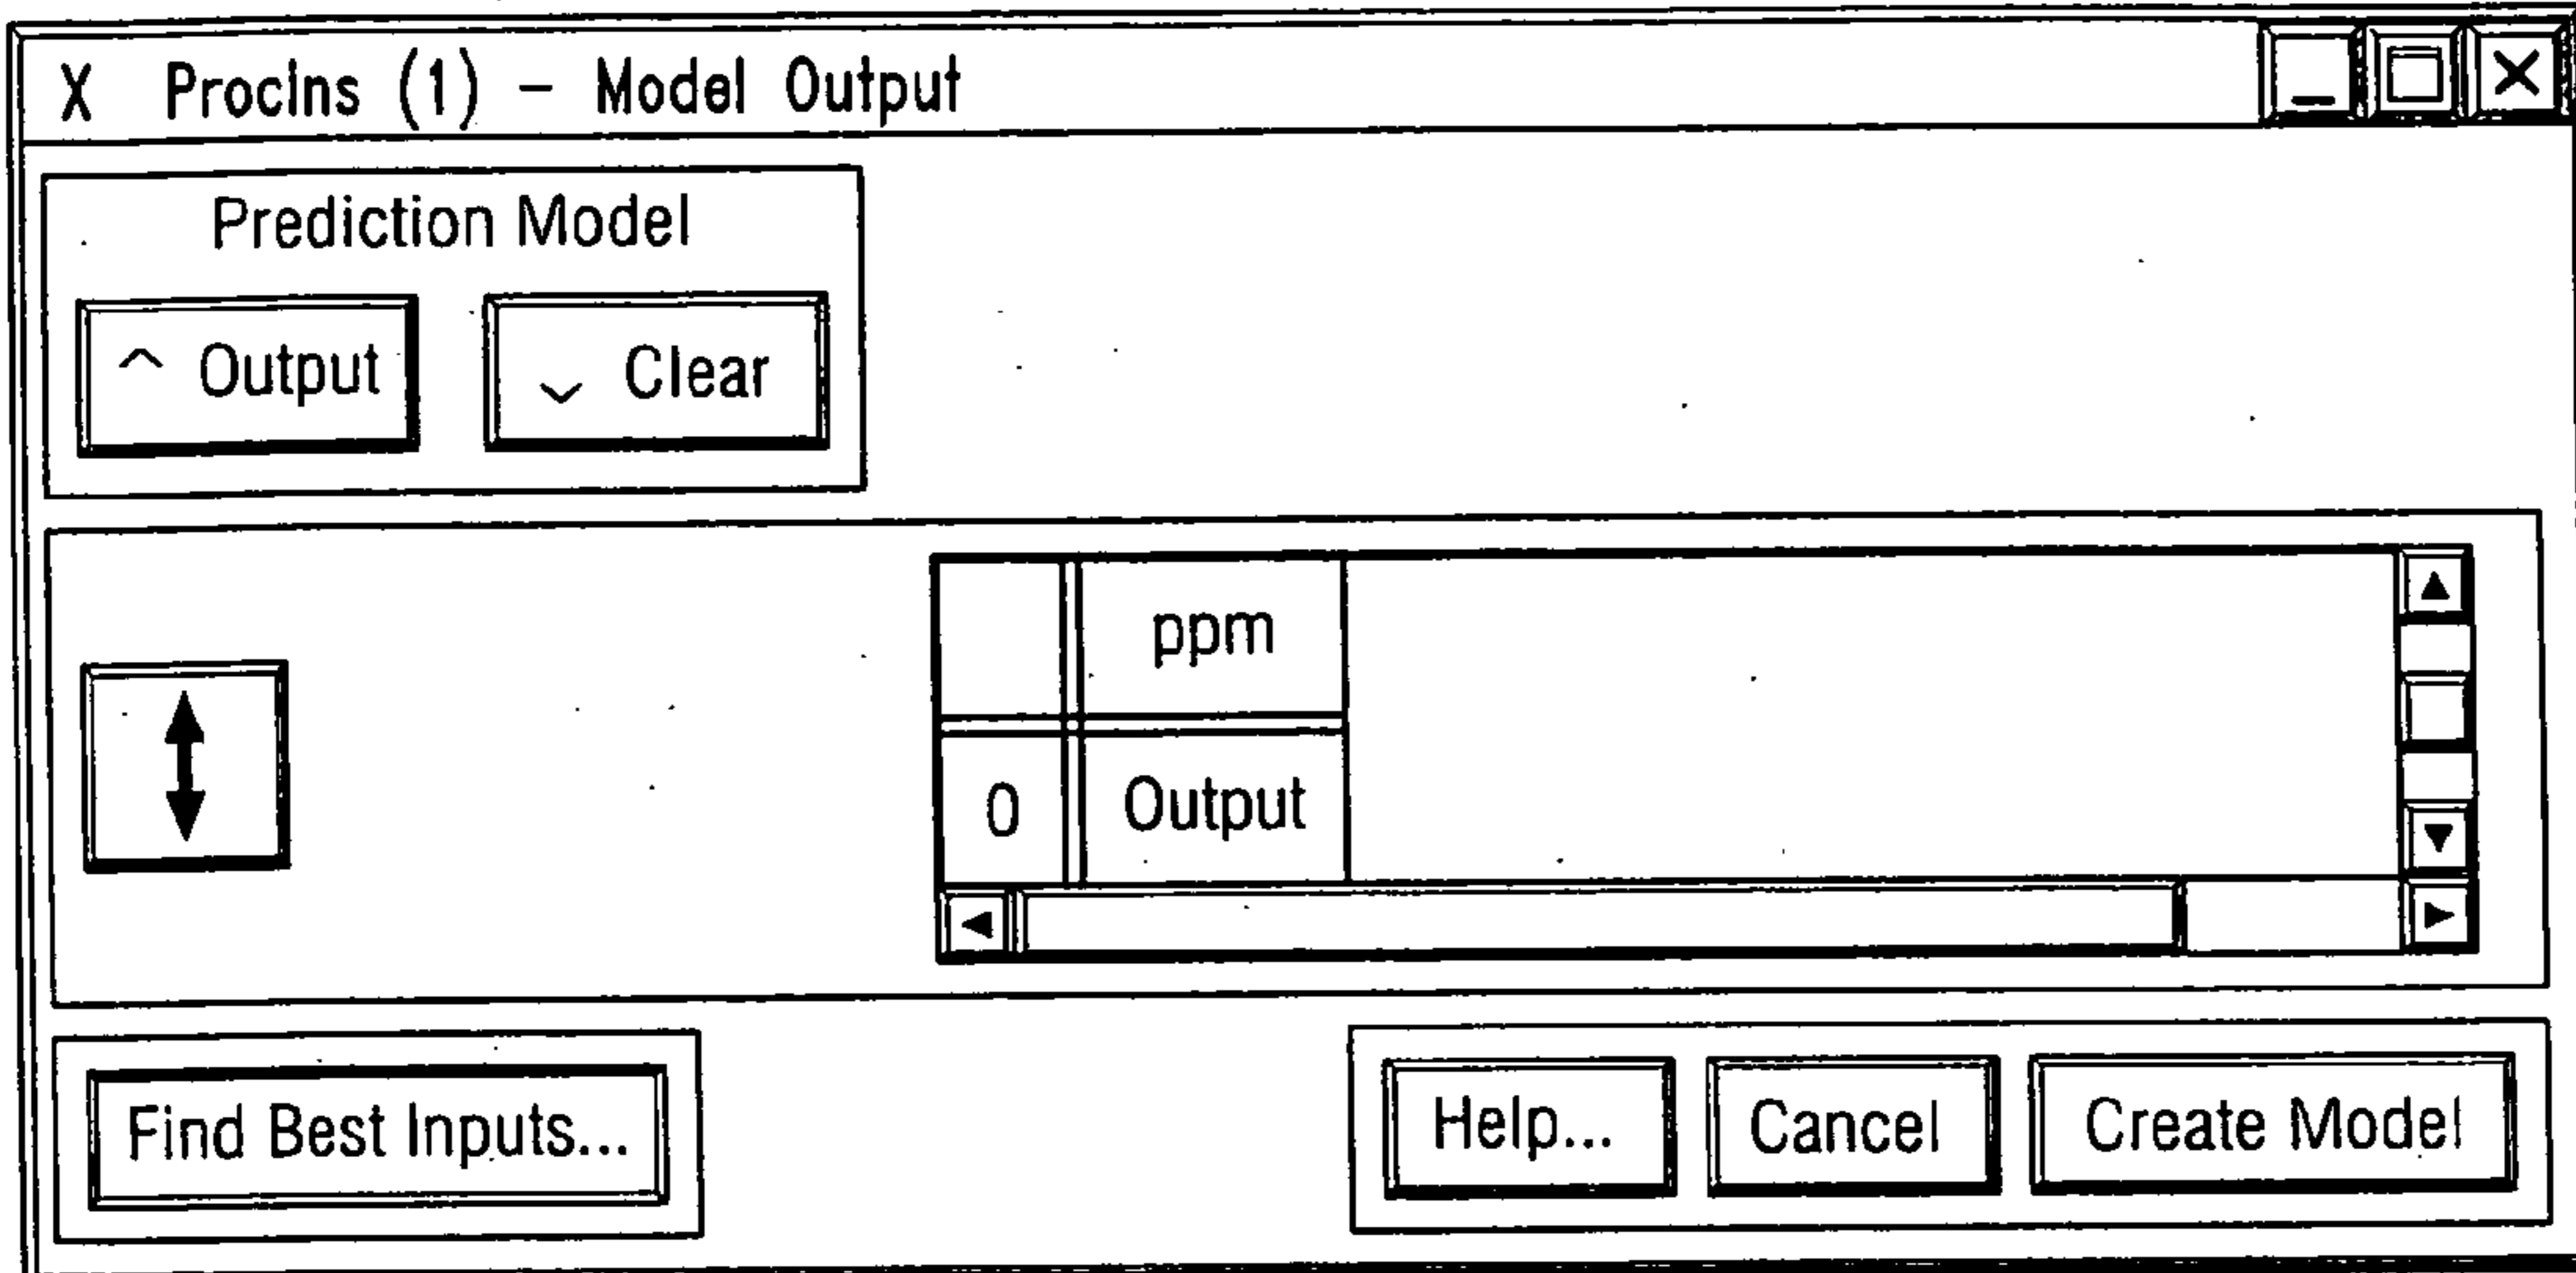 X Procins (1) – Model Output
Prediction Model
^ Output
⌄ Clear
ppm
0 Output
Find Best Inputs...
Help...
Cancel
Create Model